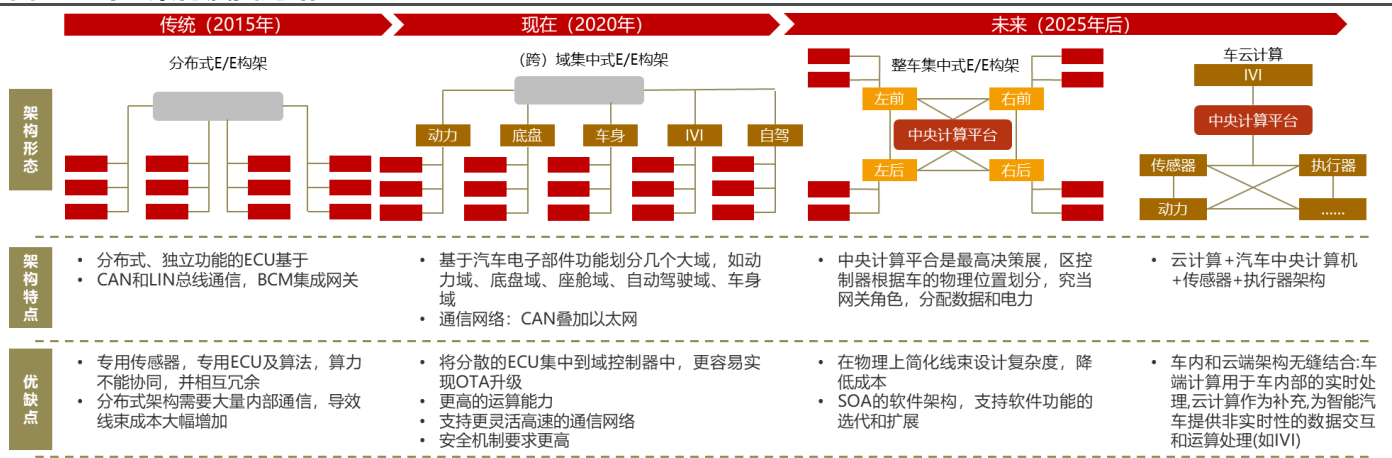 传统（2015年）
现在（2020年）
未来（2025年后）
分布式E/E构架
（跨）域集中式E/E构架
整车集中式E/E构架
车云计算
架构形态
动力
底盘
车身
IVI
自驾
左前
右前
中央计算平台
左后
右后
IVI
中央计算平台
传感器
执行器
动力
......
架构特点
• 分布式、独立功能的ECU基于
• CAN和LIN总线通信，BCM集成网关
• 基于汽车电子部件功能划分几个大域，如动
力域、底盘域、座舱域、自动驾驶域、车身
域
• 通信网络：CAN叠加以太网
• 中央计算平台是最高决策展，区控
制器根据车的物理位置划分，究当
网关角色，分配数据和电力
• 云计算+汽车中央计算机
+传感器+执行器架构
优缺点
• 专用传感器，专用ECU及算法，算力
不能协同，并相互冗余
• 分布式架构需要大量内部通信，导效
线束成本大幅增加
• 将分散的ECU集中到域控制器中，更容易实
现OTA升级
• 更高的运算能力
• 支持更灵活高速的通信网络
• 安全机制要求更高
• 在物理上简化线束设计复杂度，降
低成本
• SOA的软件架构，支持软件功能的
选代和扩展
• 车内和云端架构无缝结合:车
端计算用于车内部的实时处
理,云计算作为补充,为智能汽
车提供非实时性的数据交互
和运算处理(如IVI)